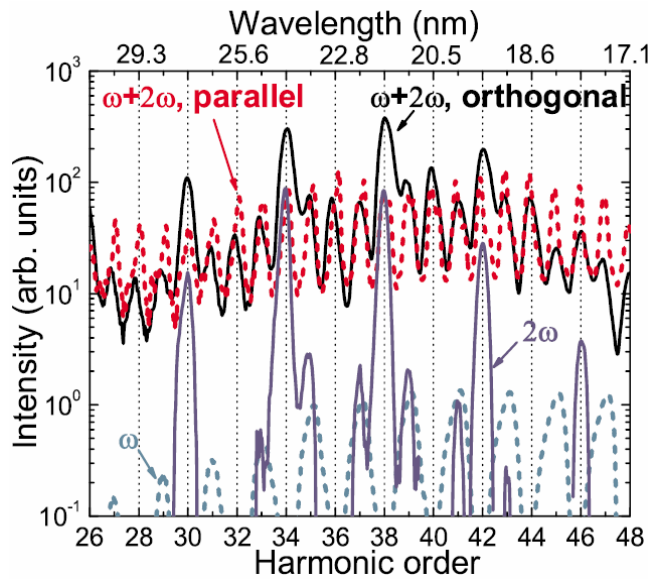 Wavelength (nm)
29.3 25.6 22.8 20.5 18.6 17.1
10³
ω+2ω, parallel
ω+2ω, orthogonal
10²
10¹
10⁰
10⁻¹
Intensity (arb. units)
2ω
ω
26 28 30 32 34 36 38 40 42 44 46 48
Harmonic order